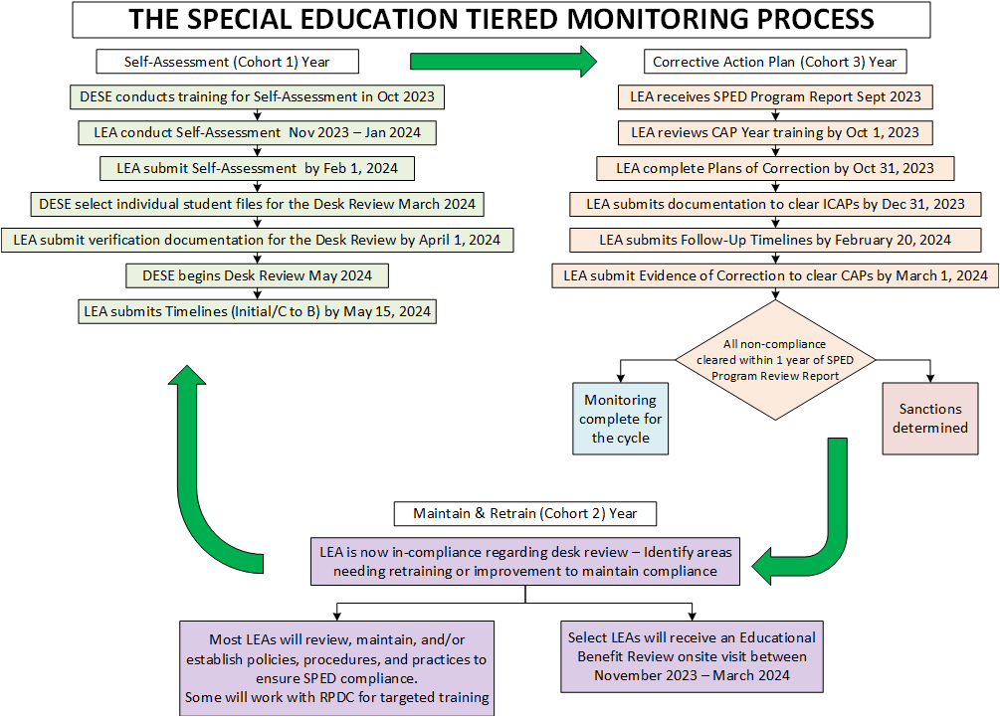 THE SPECIAL EDUCATION TIERED MONITORING PROCESS
Self-Assessment (Cohort 1) Year
DESE conducts training for Self-Assessment in Oct 2023
LEA conduct Self-Assessment  Nov 2023 – Jan 2024
LEA submit Self-Assessment  by Feb 1, 2024
DESE select individual student files for the Desk Review March 2024
LEA submit verification documentation for the Desk Review by April 1, 2024
DESE begins Desk Review May 2024
LEA submits Timelines (Initial/C to B) by May 15, 2024
Corrective Action Plan (Cohort 3) Year
LEA receives SPED Program Report Sept 2023
LEA reviews CAP Year training by Oct 1, 2023
LEA complete Plans of Correction by Oct 31, 2023
LEA submits documentation to clear ICAPs by Dec 31, 2023
LEA submits Follow-Up Timelines by February 20, 2024
LEA submit Evidence of Correction to clear CAPs by March 1, 2024
All non-compliance
cleared within 1 year of SPED
Program Review Report
Monitoring
complete for
the cycle
Sanctions
determined
Maintain & Retrain (Cohort 2) Year
LEA is now in-compliance regarding desk review – Identify areas
needing retraining or improvement to maintain compliance
Most LEAs will review, maintain, and/or
establish policies, procedures, and practices to
ensure SPED compliance.
Some will work with RPDC for targeted training
Select LEAs will receive an Educational
Benefit Review onsite visit between
November 2023 – March 2024